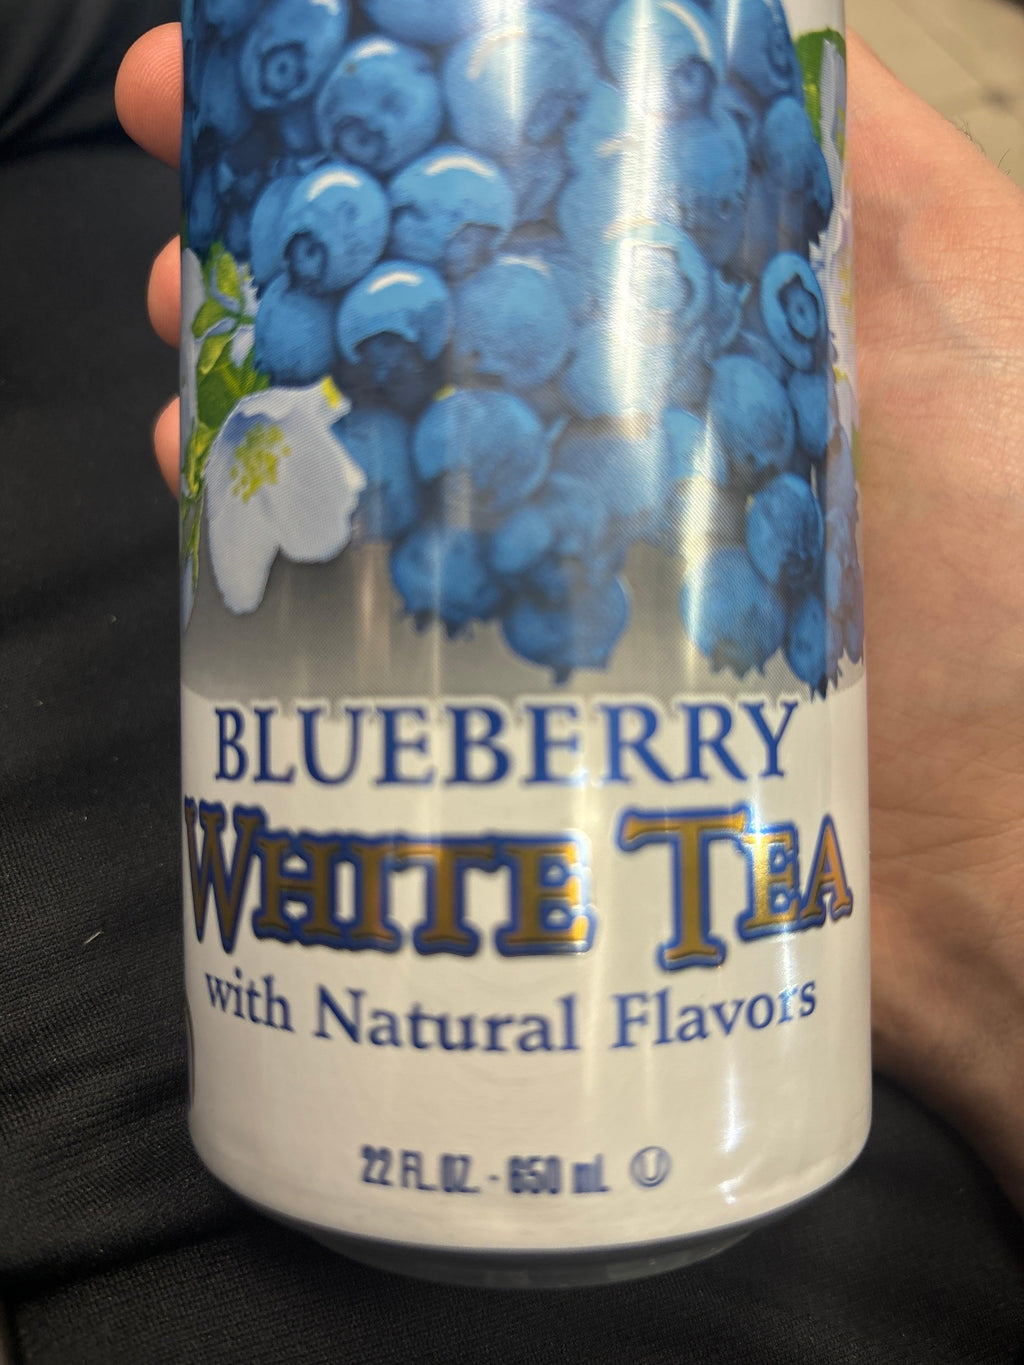 BLUEBERRY
WHITE TEA
with Natural Flavors
22 FL. OZ. - 650 mL Ⓤ